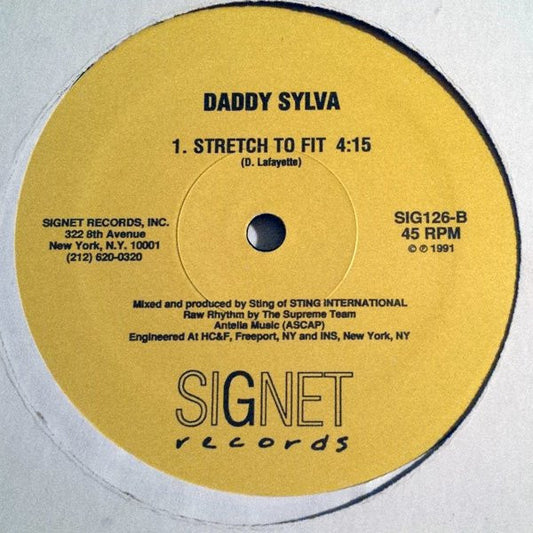 DADDY SYLVA
1. STRETCH TO FIT 4:15
(D. Lafayette)
SIGNET RECORDS, INC.
322 8th Avenue
New York, N.Y. 10001
(212) 620-0320
SIG126-B
45 RPM
© ℗ 1991
Mixed and produced by Sting of STING INTERNATIONAL
Raw Rhythm by The Supreme Team
Antella Music (ASCAP)
Engineered At HC&F, Freeport, NY and INS, New York, NY
SIGNET
records